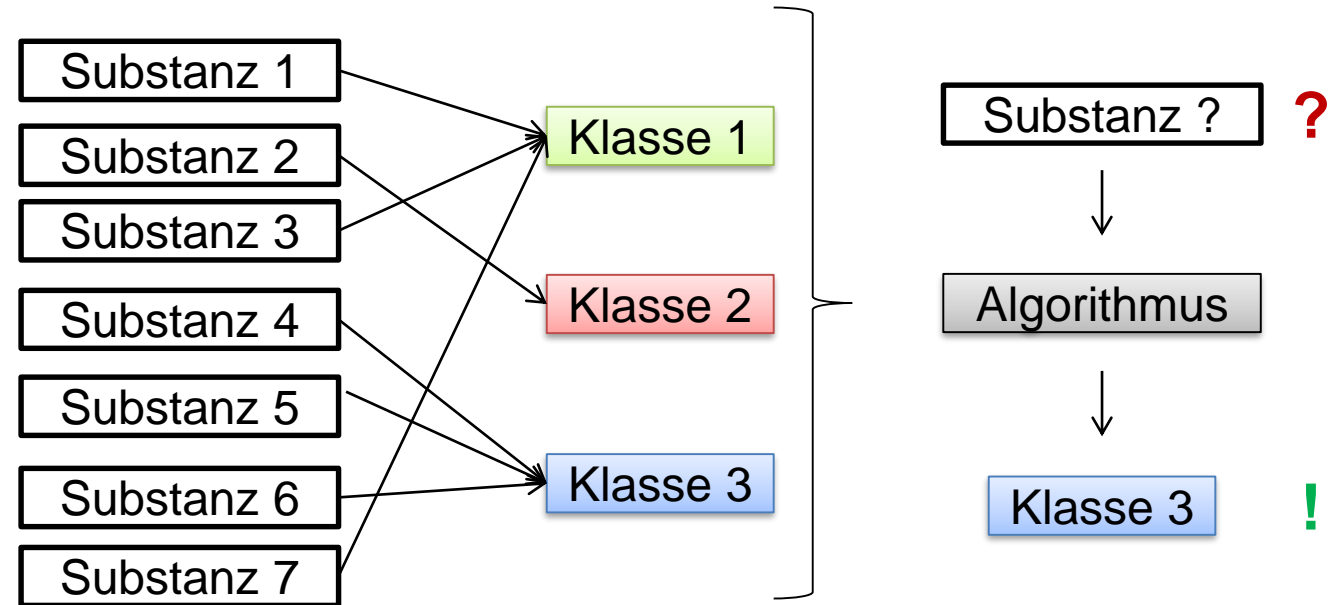 Substanz 1
Substanz 2
Substanz 3
Substanz 4
Substanz 5
Substanz 6
Substanz 7
Klasse 1
Klasse 2
Klasse 3
Substanz ?
?
Algorithmus
Klasse 3
!